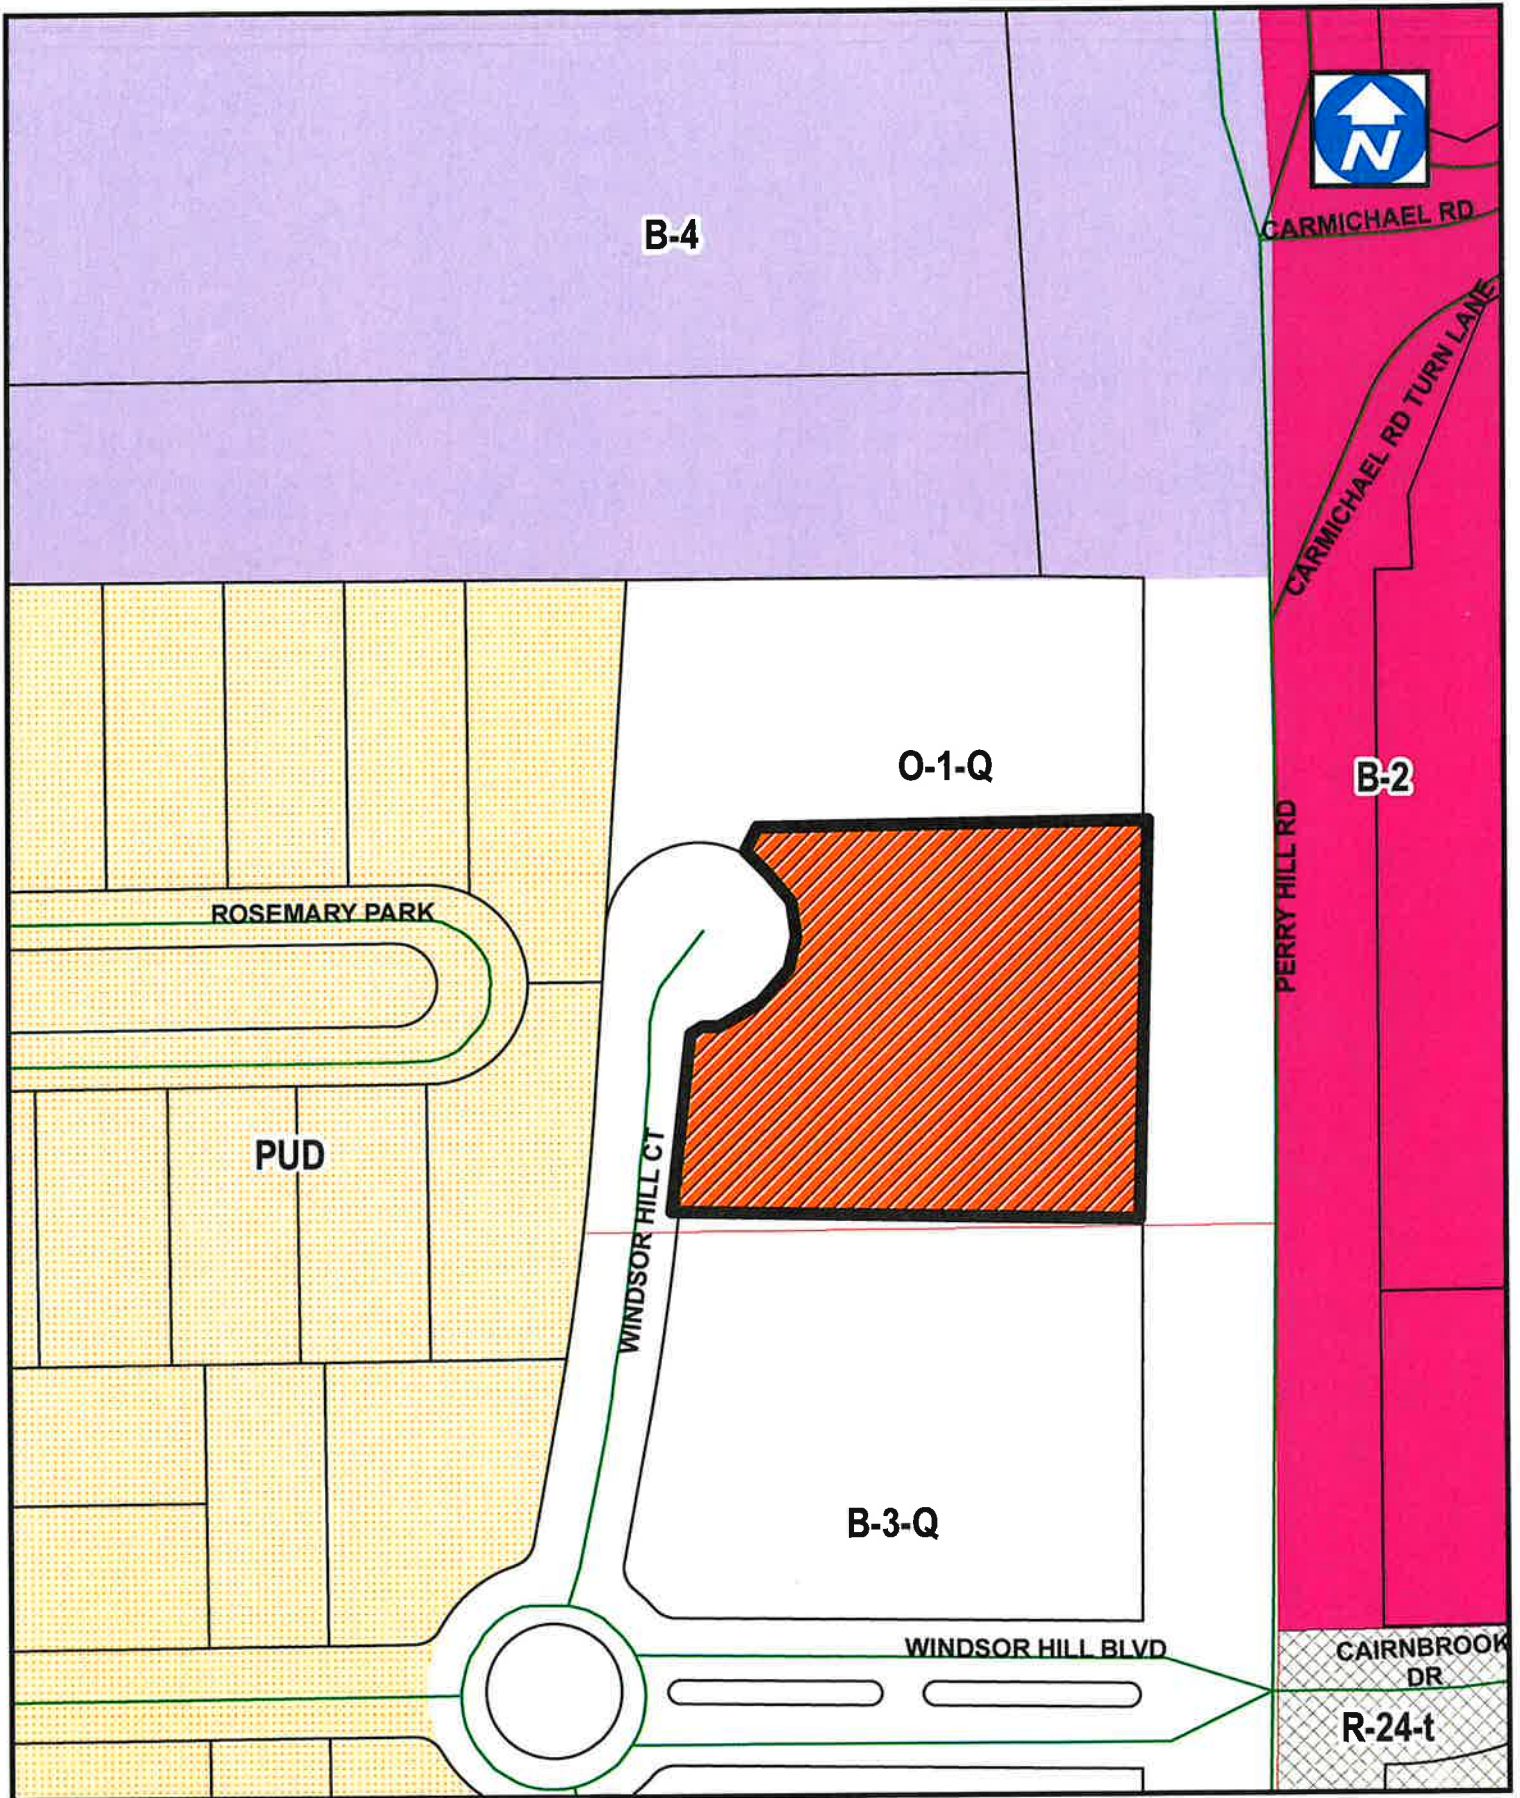 N
CARMICHAEL RD
B-4
CARMICHAEL RD TURN LANE
O-1-Q
B-2
PERRY HILL RD
ROSEMARY PARK
PUD
WINDSOR HILL CT
B-3-Q
WINDSOR HILL BLVD
CAIRNBROOK
DR
R-24-t